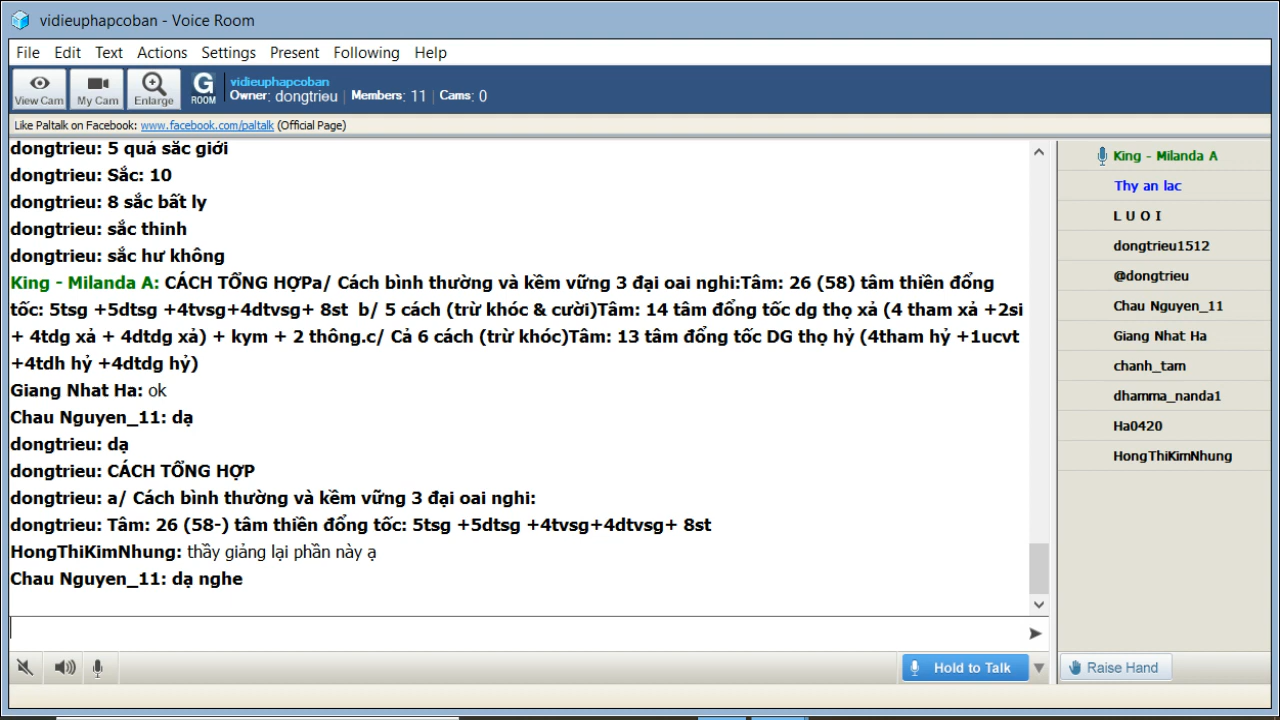 vidieuphapcoban - Voice Room
File Edit Text Actions Settings Present Following Help
View Cam My Cam Enlarge G ROOM
vidieuphapcoban
Owner: dongtrieu | Members: 11 | Cams: 0
Like Paltalk on Facebook: www.facebook.com/paltalk (Official Page)
dongtrieu: 5 quả sắc giới
dongtrieu: Sắc: 10
dongtrieu: 8 sắc bất ly
dongtrieu: sắc thinh
dongtrieu: sắc hư không
King - Milanda A: CÁCH TỔNG HỢPa/ Cách bình thường và kềm vững 3 đại oai nghi:Tâm: 26 (58) tâm thiền đổng
tốc: 5tsg +5dtsg +4tvsg+4dtvsg+ 8st b/ 5 cách (trừ khóc & cười)Tâm: 14 tâm đổng tốc dg thọ xả (4 tham xả +2si
+ 4tdg xả + 4dtdg xả) + kym + 2 thông.c/ Cả 6 cách (trừ khóc)Tâm: 13 tâm đổng tốc DG thọ hỷ (4tham hỷ +1ucvt
+4tdh hỷ +4dtdg hỷ)
Giang Nhat Ha: ok
Chau Nguyen_11: dạ
dongtrieu: dạ
dongtrieu: CÁCH TỔNG HỢP
dongtrieu: a/ Cách bình thường và kềm vững 3 đại oai nghi:
dongtrieu: Tâm: 26 (58-) tâm thiền đổng tốc: 5tsg +5dtsg +4tvsg+4dtvsg+ 8st
HongThiKimNhung: thầy giảng lại phần này ạ
Chau Nguyen_11: dạ nghe
King - Milanda A
Thy an lac
L U O I
dongtrieu1512
@dongtrieu
Chau Nguyen_11
Giang Nhat Ha
chanh_tam
dhamma_nanda1
Ha0420
HongThiKimNhung
Hold to Talk
Raise Hand